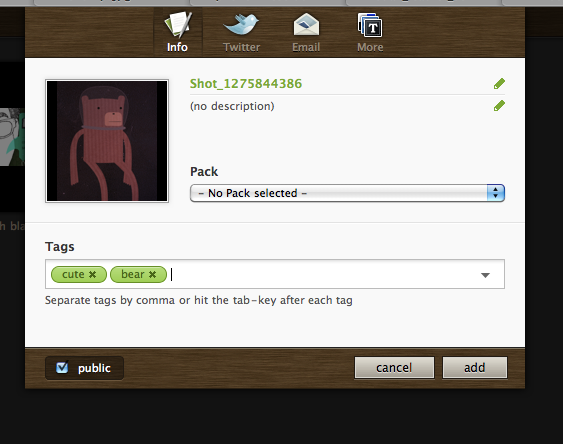 Info Twitter Email More
Shot_1275844386
(no description)
Pack
- No Pack selected -
Tags
cute × bear ×
Separate tags by comma or hit the tab-key after each tag
public cancel add